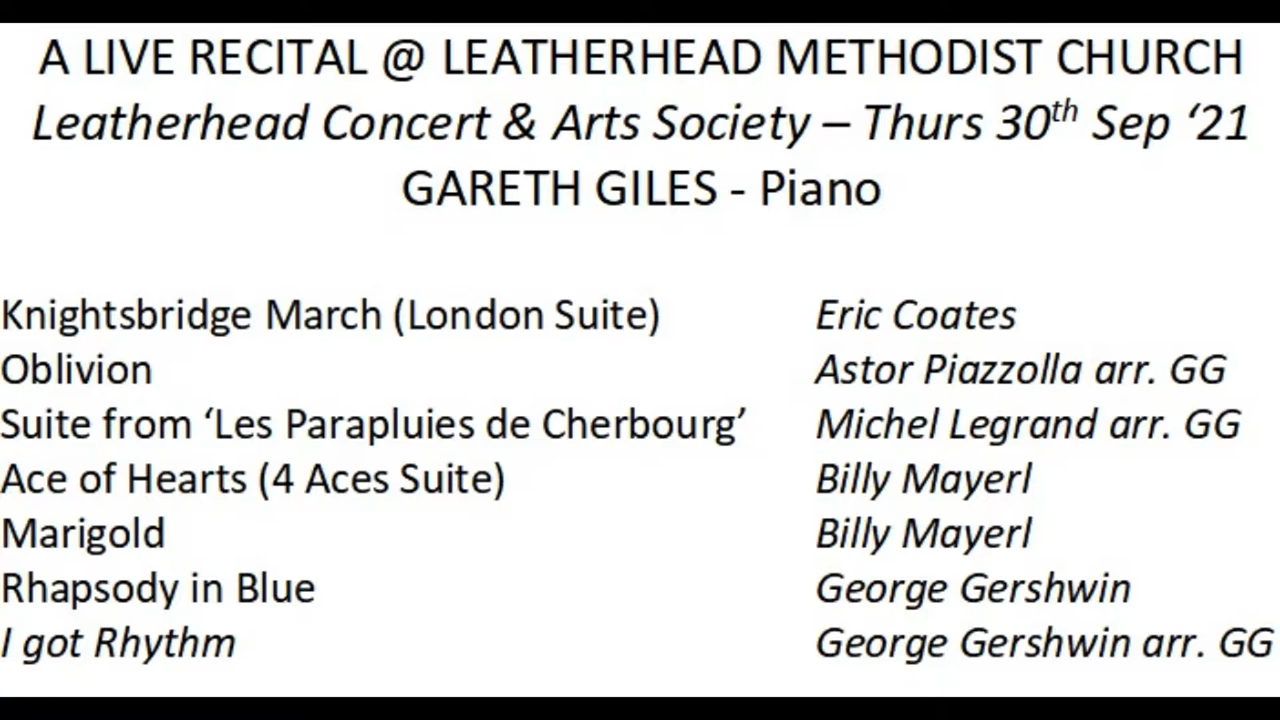 A LIVE RECITAL @ LEATHERHEAD METHODIST CHURCH
Leatherhead Concert & Arts Society – Thurs 30th Sep ‘21
GARETH GILES - Piano
Knightsbridge March (London Suite) Eric Coates
Oblivion Astor Piazzolla arr. GG
Suite from ‘Les Parapluies de Cherbourg’ Michel Legrand arr. GG
Ace of Hearts (4 Aces Suite) Billy Mayerl
Marigold Billy Mayerl
Rhapsody in Blue George Gershwin
I got Rhythm George Gershwin arr. GG